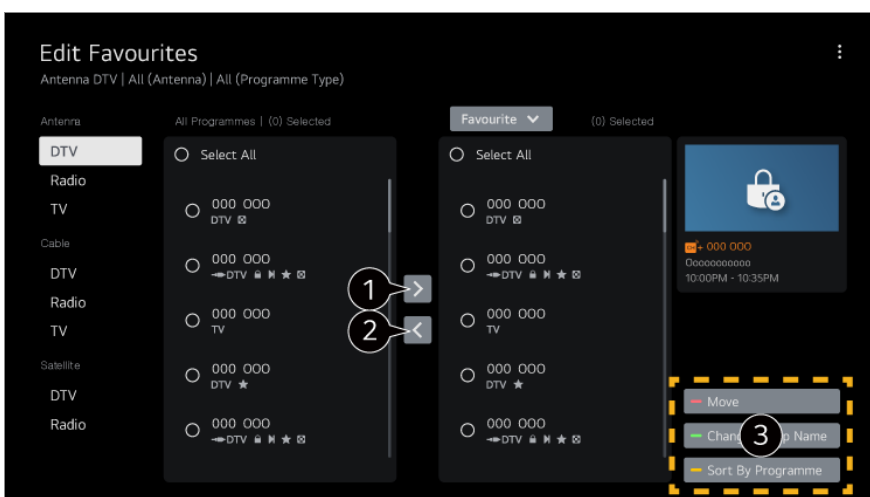 Edit Favourites
Antenna DTV | All (Antenna) | All (Programme Type)
Antenna
DTV
Radio
TV
Cable
DTV
Radio
TV
Satellite
DTV
Radio
All Programmes | (0) Selected
Select All
000 000
DTV
000 000
DTV
000 000
TV
000 000
DTV
000 000
DTV
1
2
Favourite
(0) Selected
Select All
000 000
DTV
000 000
DTV
000 000
TV
000 000
DTV
000 000
DTV
000 000
Ooooooooooo
10:00PM - 10:35PM
Move
3
Name
Sort By Programme